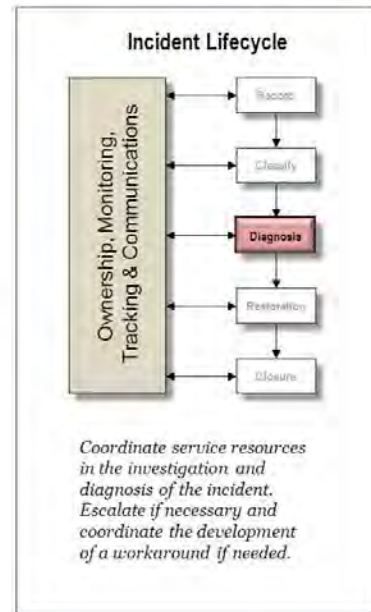 Incident Lifecycle
Ownership, Monitoring,
Tracking & Communications
Record
Classify
Diagnosis
Restoration
Closure
Coordinate service resources
in the investigation and
diagnosis of the incident.
Escalate if necessary and
coordinate the development
of a workaround if needed.